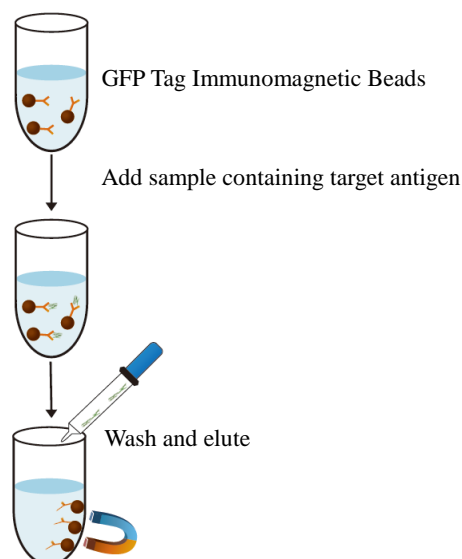 GFP Tag Immunomagnetic Beads
Add sample containing target antigen
Wash and elute